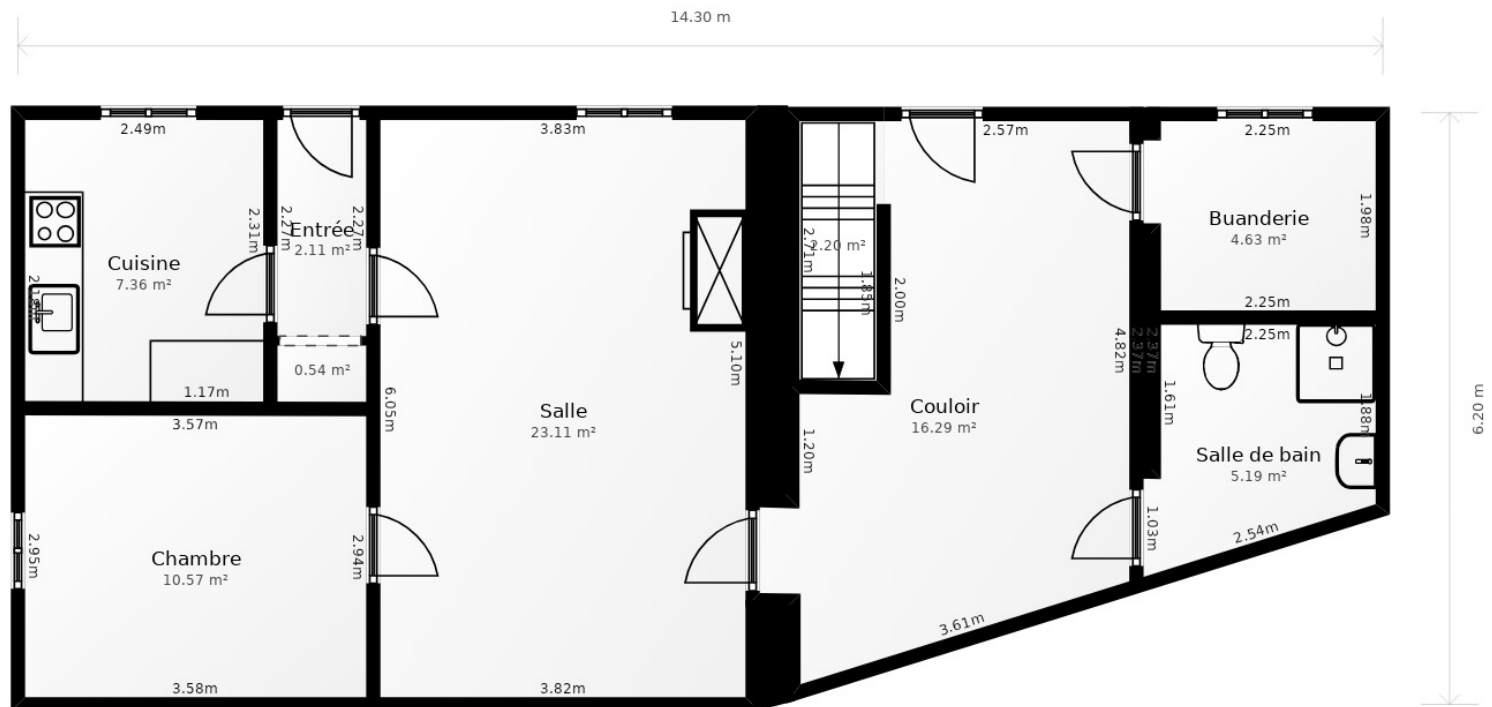 14.30 m
2.49m
3.83m
2.57m
2.25m
2.31m
2.27m
2.27m
Entrée
2.11 m²
Cuisine
7.36 m²
2.71m
2.20 m²
1.85m
2.00m
Buanderie
4.63 m²
1.98m
2.25m
2.25m
5.10m
4.82m
2.37m
2.37m
0.54 m²
1.17m
6.05m
3.57m
Salle
23.11 m²
1.20m
Couloir
16.29 m²
1.61m
1.88m
Salle de bain
5.19 m²
6.20 m
2.95m
Chambre
10.57 m²
2.94m
1.03m
2.54m
3.61m
3.58m
3.82m